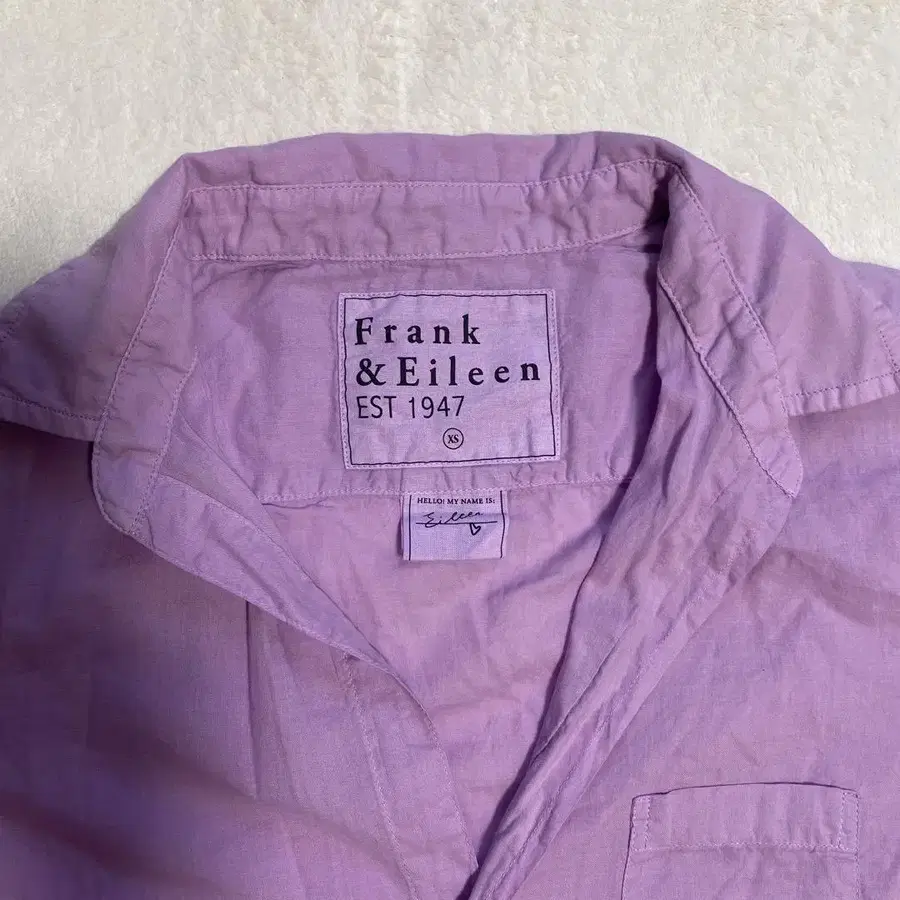 Frank
& Eileen
EST 1947
XS
HELLO! MY NAME IS:
Eileen